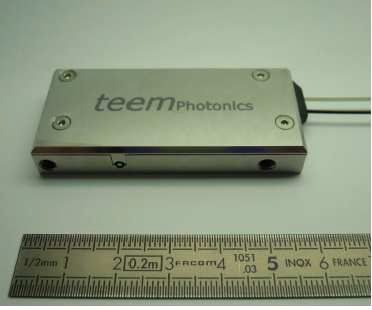 teem Photonics
1/2mm 1 2 0.2m 3 FACOM 4 1051 .03 5 INOX 6 FRANCE